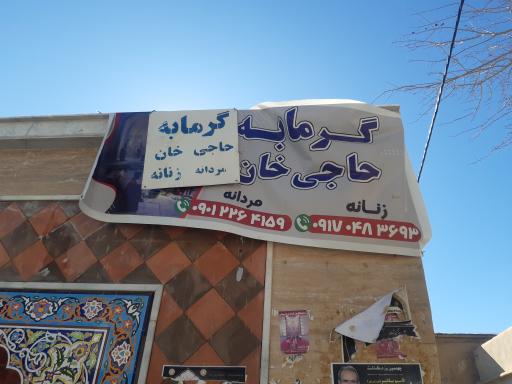 گرمابه
حاجی خان
مردانه زنانه
گرمابه
حاجی خان
زنانه
مردانه
۰۹۱۷ ۰۴۸ ۳۶۹۳
۰۹۰۱ ۲۲۶ ۴۱۵۹